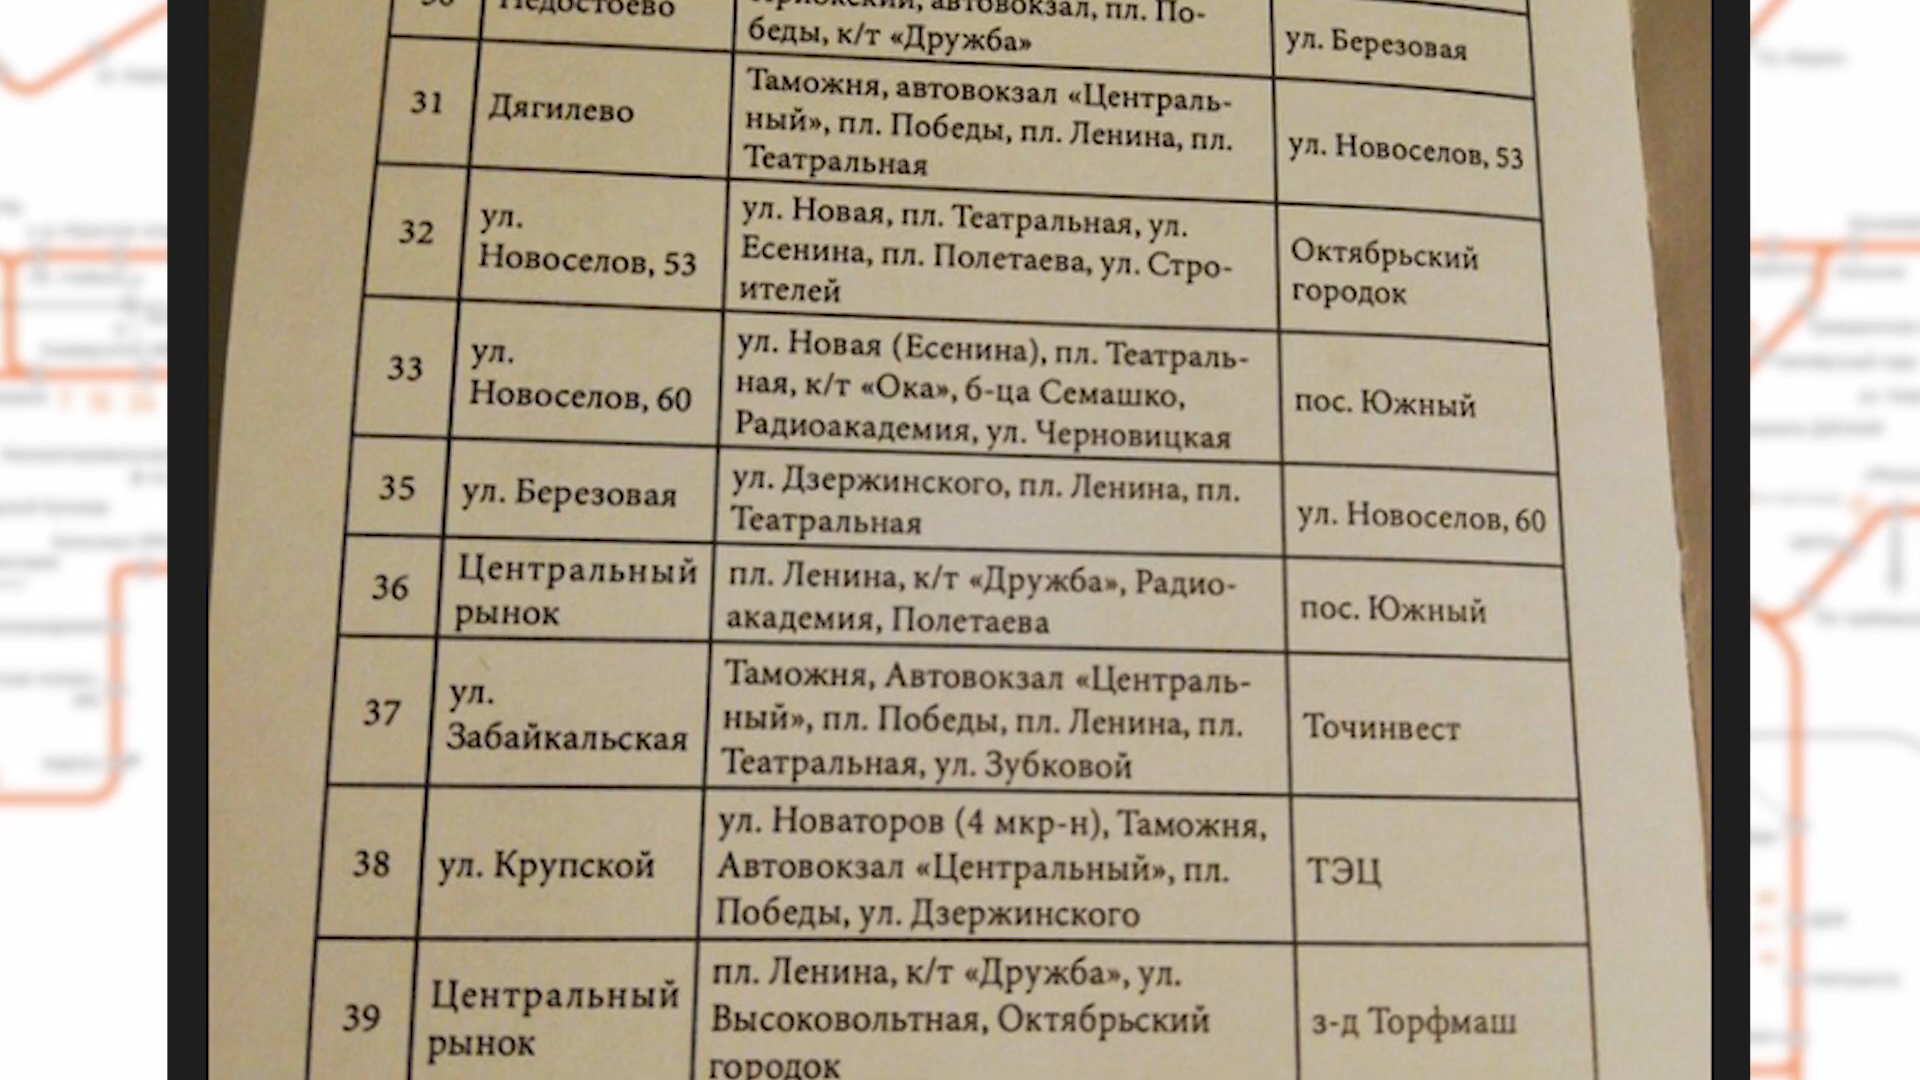 30
Недостоево
Приокский, автовокзал, пл. По-
беды, к/т «Дружба»
ул. Березовая
31
Дягилево
Таможня, автовокзал «Централь-
ный», пл. Победы, пл. Ленина, пл.
Театральная
ул. Новоселов, 53
32
ул.
Новоселов, 53
ул. Новая, пл. Театральная, ул.
Есенина, пл. Полетаева, ул. Стро-
ителей
Октябрьский
городок
33
ул.
Новоселов, 60
ул. Новая (Есенина), пл. Театраль-
ная, к/т «Ока», б-ца Семашко,
Радиоакадемия, ул. Черновицкая
пос. Южный
35
ул. Березовая
ул. Дзержинского, пл. Ленина, пл.
Театральная
ул. Новоселов, 60
36
Центральный
рынок
пл. Ленина, к/т «Дружба», Радио-
академия, Полетаева
пос. Южный
37
ул.
Забайкальская
Таможня, Автовокзал «Централь-
ный», пл. Победы, пл. Ленина, пл.
Театральная, ул. Зубковой
Точинвест
38
ул. Крупской
ул. Новаторов (4 мкр-н), Таможня,
Автовокзал «Центральный», пл.
Победы, ул. Дзержинского
ТЭЦ
39
Центральный
рынок
пл. Ленина, к/т «Дружба», ул.
Высоковольтная, Октябрьский
городок
з-д Торфмаш